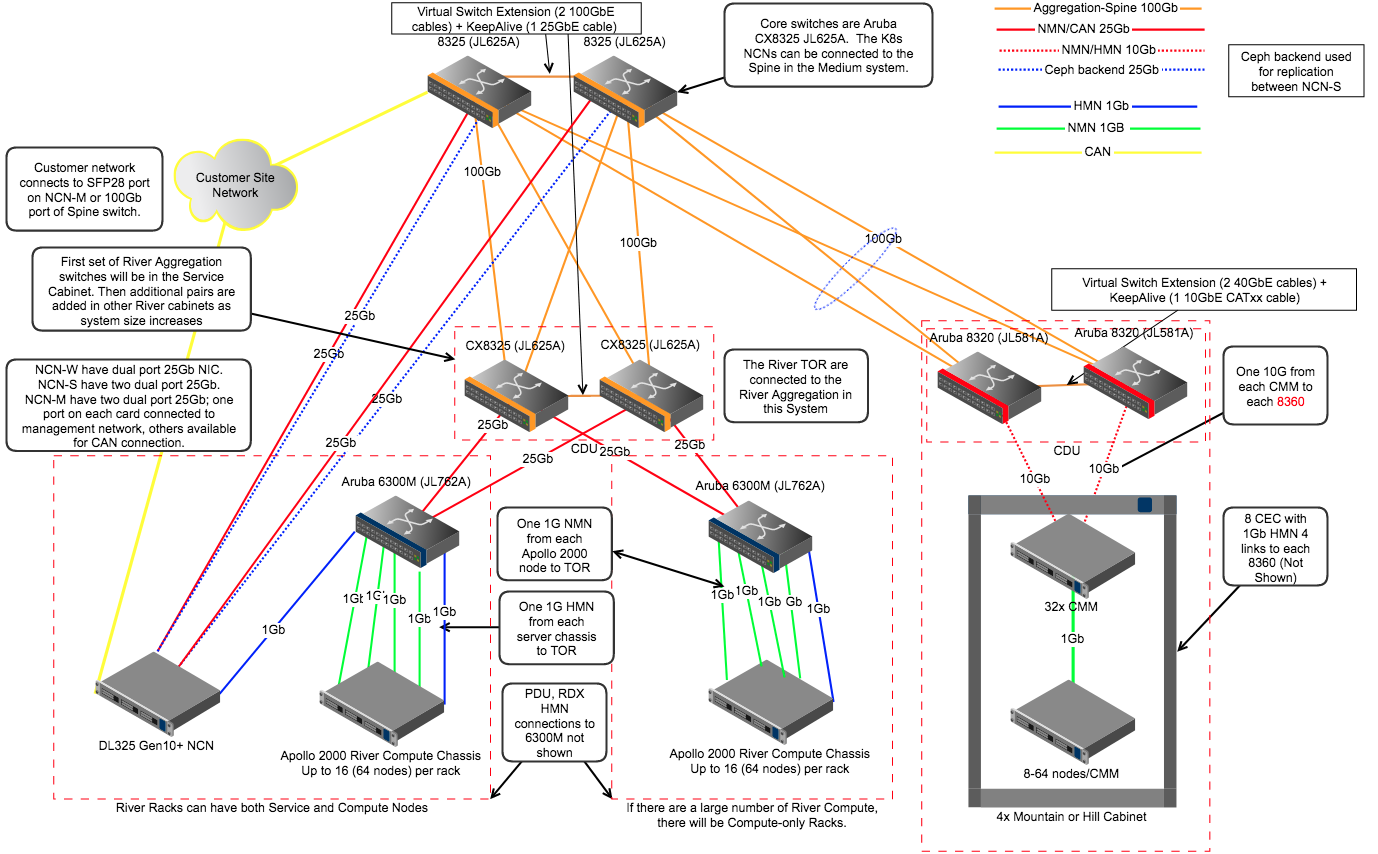 Virtual Switch Extension (2 100GbE
cables) + KeepAlive (1 25GbE cable)
8325 (JL625A)
8325 (JL625A)
Core switches are Aruba
CX8325 JL625A.  The K8s
NCNs can be connected to the
Spine in the Medium system.
Aggregation-Spine 100Gb
NMN/CAN 25Gb
NMN/HMN 10Gb
Ceph backend 25Gb
HMN 1Gb
NMN 1GB
CAN
Ceph backend used
for replication
between NCN-S
Customer network
connects to SFP28 port
on NCN-M or 100Gb
port of Spine switch.
Customer Site
Network
100Gb
100Gb
100Gb
First set of River Aggregation
switches will be in the Service
Cabinet. Then additional pairs are
added in other River cabinets as
system size increases
Virtual Switch Extension (2 40GbE cables) +
KeepAlive (1 10GbE CATxx cable)
25Gb
25Gb
25Gb
25Gb
CX8325 (JL625A)
CX8325 (JL625A)
Aruba 8320 (JL581A)
Aruba 8320 (JL581A)
NCN-W have dual port 25Gb NIC.
NCN-S have two dual port 25Gb.
NCN-M have two dual port 25Gb; one
port on each card connected to
management network, others available
for CAN connection.
The River TOR are
connected to the
River Aggregation in
this System
One 10G from
each CMM to
each 8360
25Gb
25Gb
CDU
25Gb
25Gb
CDU
10Gb
10Gb
Aruba 6300M (JL762A)
Aruba 6300M (JL762A)
One 1G NMN
from each
Apollo 2000
node to TOR
8 CEC with
1Gb HMN 4
links to each
8360 (Not
Shown)
1Gb
1Gb
1Gb
1Gb
1Gb
1Gb
1Gb
1Gb
1Gb
Gb
1Gb
One 1G HMN
from each
server chassis
to TOR
32x CMM
1Gb
PDU, RDX
HMN
connections to
6300M not
shown
DL325 Gen10+ NCN
Apollo 2000 River Compute Chassis
Up to 16 (64 nodes) per rack
Apollo 2000 River Compute Chassis
Up to 16 (64 nodes) per rack
8-64 nodes/CMM
River Racks can have both Service and Compute Nodes
If there are a large number of River Compute,
there will be Compute-only Racks.
4x Mountain or Hill Cabinet